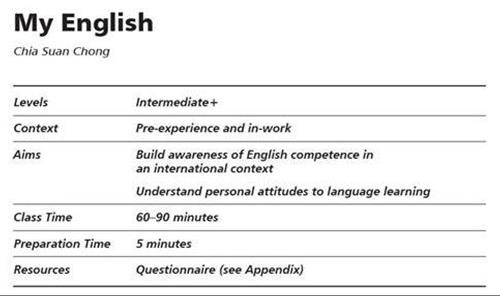 My English
Chia Suan Chong
Levels Intermediate+
Context Pre-experience and in-work
Aims Build awareness of English competence in
an international context
Understand personal attitudes to language learning
Class Time 60–90 minutes
Preparation Time 5 minutes
Resources Questionnaire (see Appendix)